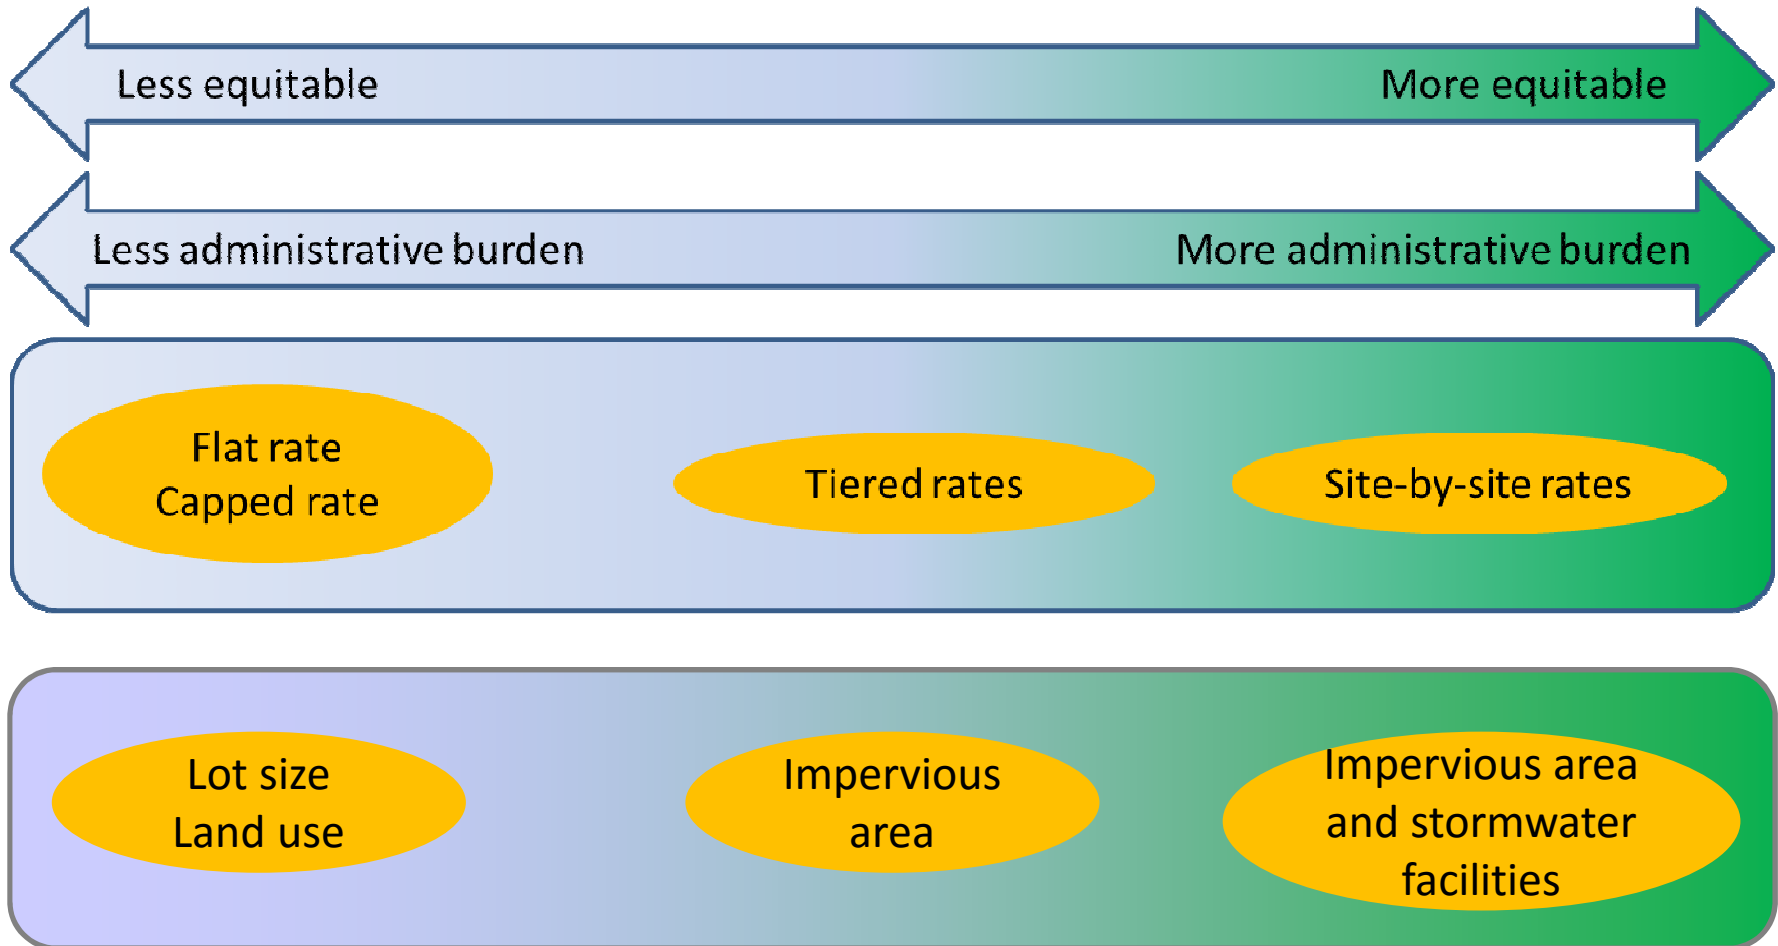 Less equitable
More equitable
Less administrative burden
More administrative burden
Flat rate
Capped rate
Tiered rates
Site-by-site rates
Lot size
Land use
Impervious
area
Impervious area
and stormwater
facilities